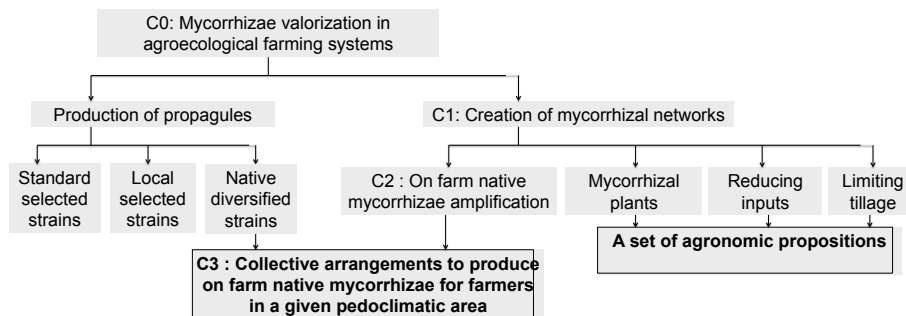 C0: Mycorrhizae valorization in
agroecological farming systems
Production of propagules
C1: Creation of mycorrhizal networks
Standard
selected
strains
Local
selected
strains
Native
diversified
strains
C2 : On farm native
mycorrhizae amplification
Mycorrhizal
plants
Reducing
inputs
Limiting
tillage
C3 : Collective arrangements to produce
on farm native mycorrhizae for farmers
in a given pedoclimatic area
A set of agronomic propositions